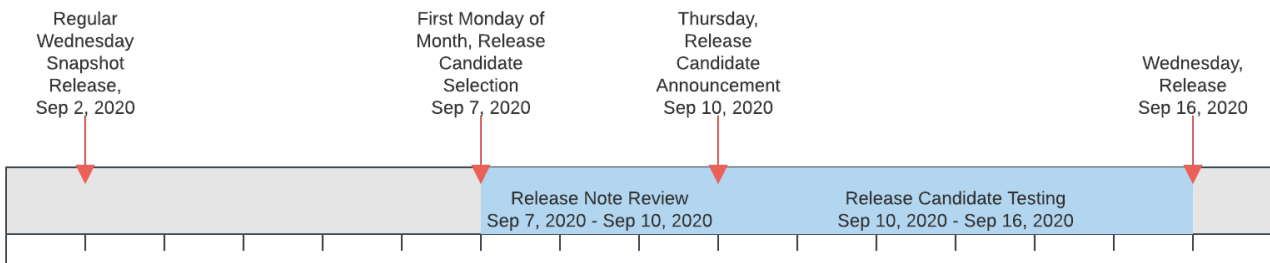 Regular
Wednesday
Snapshot
Release,
Sep 2, 2020
First Monday of
Month, Release
Candidate
Selection
Sep 7, 2020
Thursday,
Release
Candidate
Announcement
Sep 10, 2020
Wednesday,
Release
Sep 16, 2020
Release Note Review
Sep 7, 2020 - Sep 10, 2020
Release Candidate Testing
Sep 10, 2020 - Sep 16, 2020